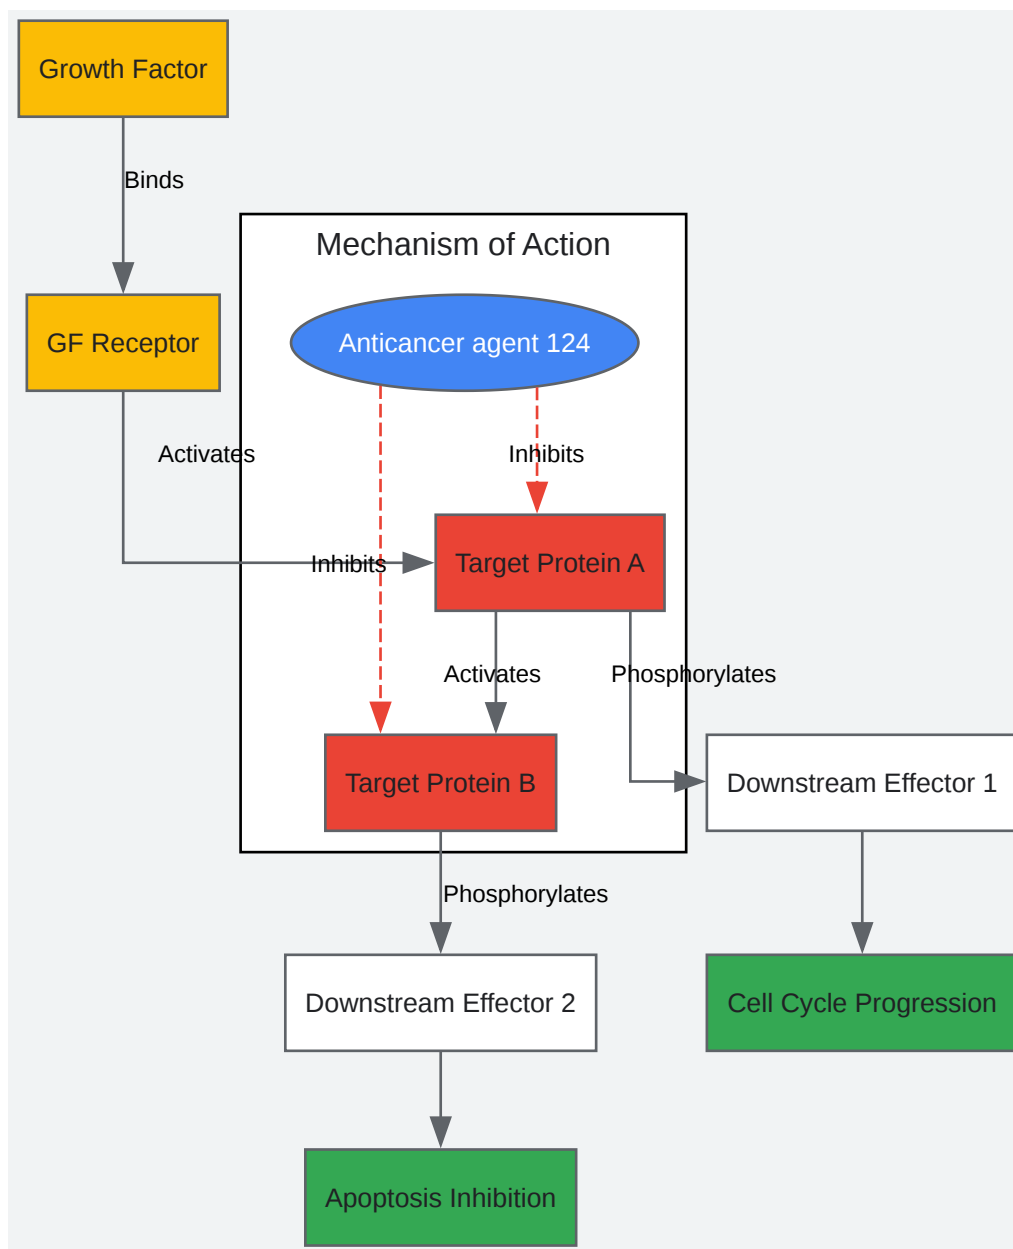 Growth Factor
Binds
Mechanism of Action
GF Receptor
Anticancer agent 124
Activates
Inhibits
Inhibits
Target Protein A
Activates
Phosphorylates
Target Protein B
Downstream Effector 1
Phosphorylates
Downstream Effector 2
Cell Cycle Progression
Apoptosis Inhibition